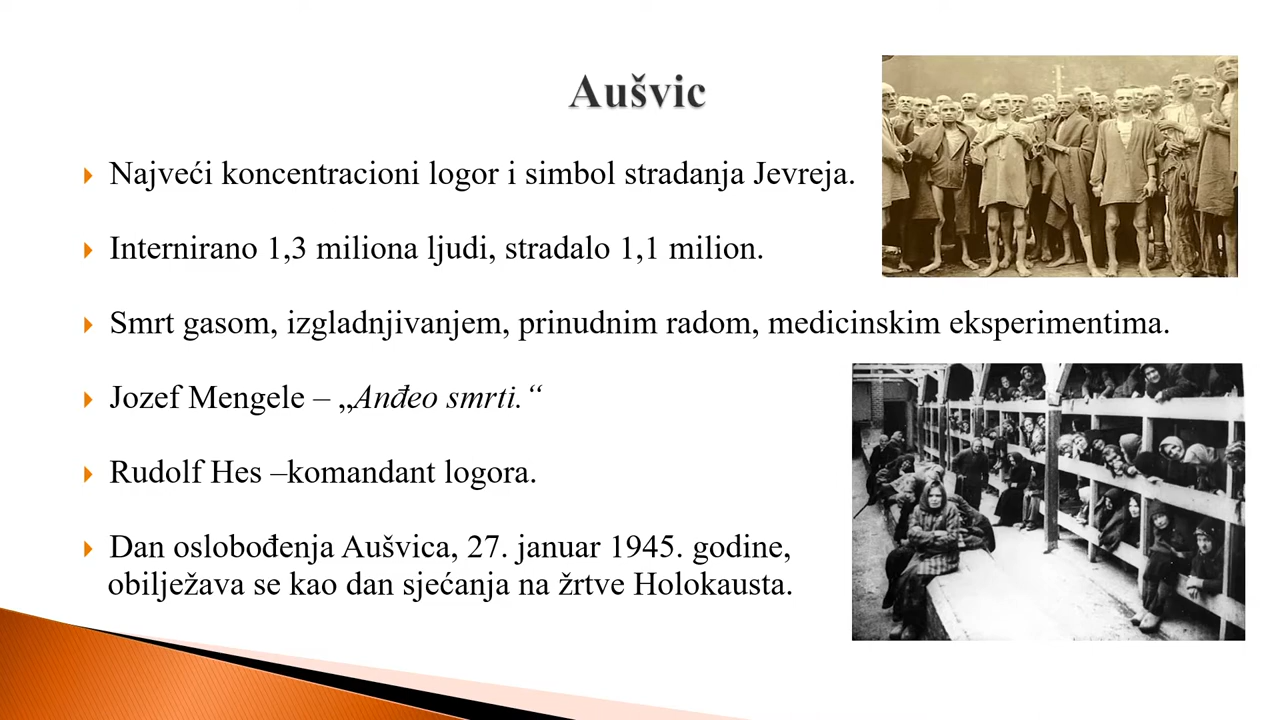 Aušvic
Najveći koncentracioni logor i simbol stradanja Jevreja.
Internirano 1,3 miliona ljudi, stradalo 1,1 milion.
Smrt gasom, izgladnjivanjem, prinudnim radom, medicinskim eksperimentima.
Jozef Mengele – „Anđeo smrti.“
Rudolf Hes –komandant logora.
Dan oslobođenja Aušvica, 27. januar 1945. godine,
obilježava se kao dan sjećanja na žrtve Holokausta.